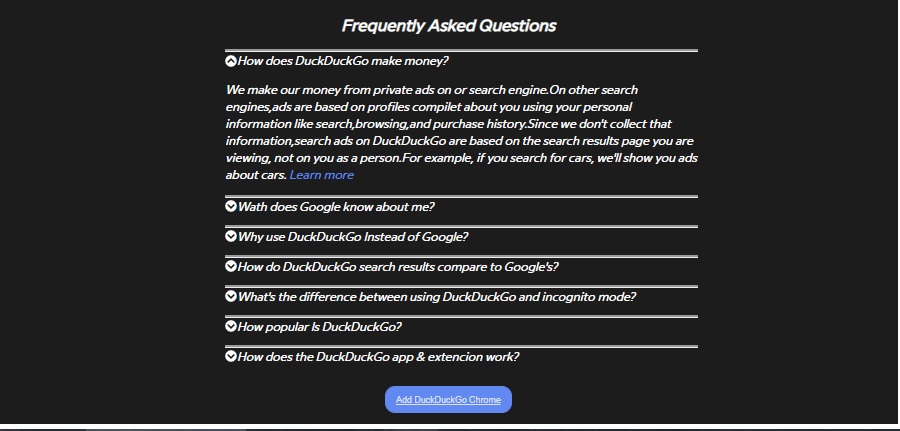 Frequently Asked Questions
How does DuckDuckGo make money?
We make our money from private ads on or search engine.On other search
engines,ads are based on profiles compilet about you using your personal
information like search,browsing,and purchase history.Since we don't collect that
information,search ads on DuckDuckGo are based on the search results page you are
viewing, not on you as a person.For example, if you search for cars, we'll show you ads
about cars. Learn more
Wath does Google know about me?
Why use DuckDuckGo Instead of Google?
How do DuckDuckGo search results compare to Google's?
What's the difference between using DuckDuckGo and incognito mode?
How popular Is DuckDuckGo?
How does the DuckDuckGo app & extencion work?
Add DuckDuckGo Chrome